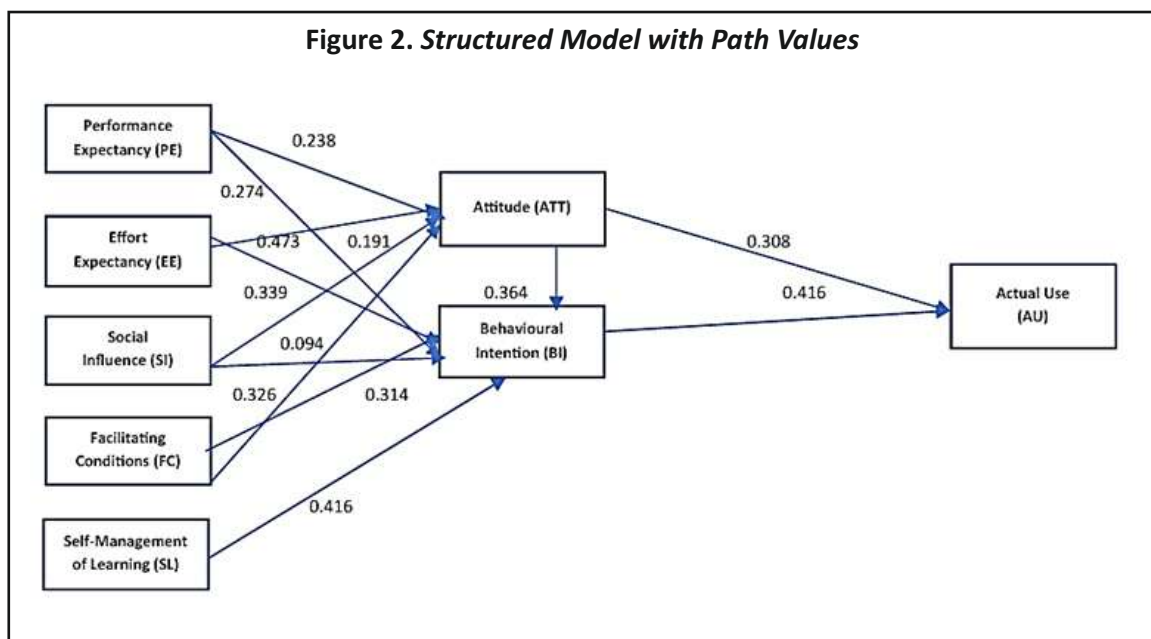 Figure 2. Structured Model with Path Values
Performance
Expectancy (PE)
0.238
0.274
Attitude (ATT)
Effort
Expectancy (EE)
0.473
0.191
0.308
0.339
0.364
0.416
Actual Use
(AU)
Social
Influence (SI)
0.094
Behavioural
Intention (BI)
0.326
0.314
Facilitating
Conditions (FC)
0.416
Self-Management
of Learning (SL)